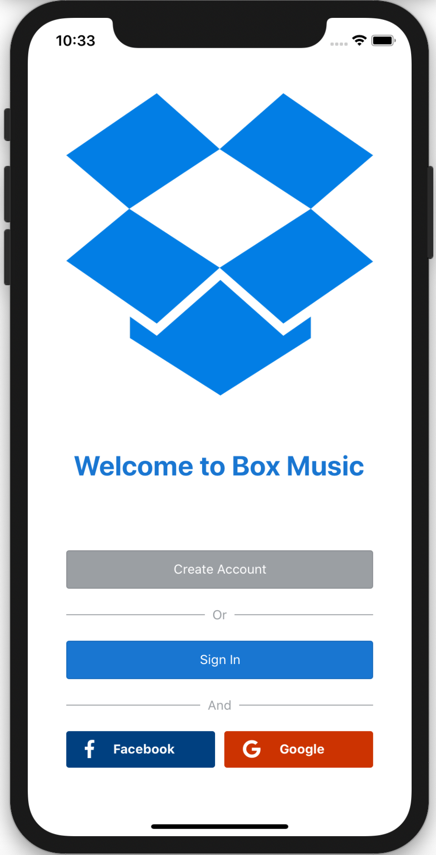 10:33
Welcome to Box Music
Create Account
Or
Sign In
And
Facebook
Google